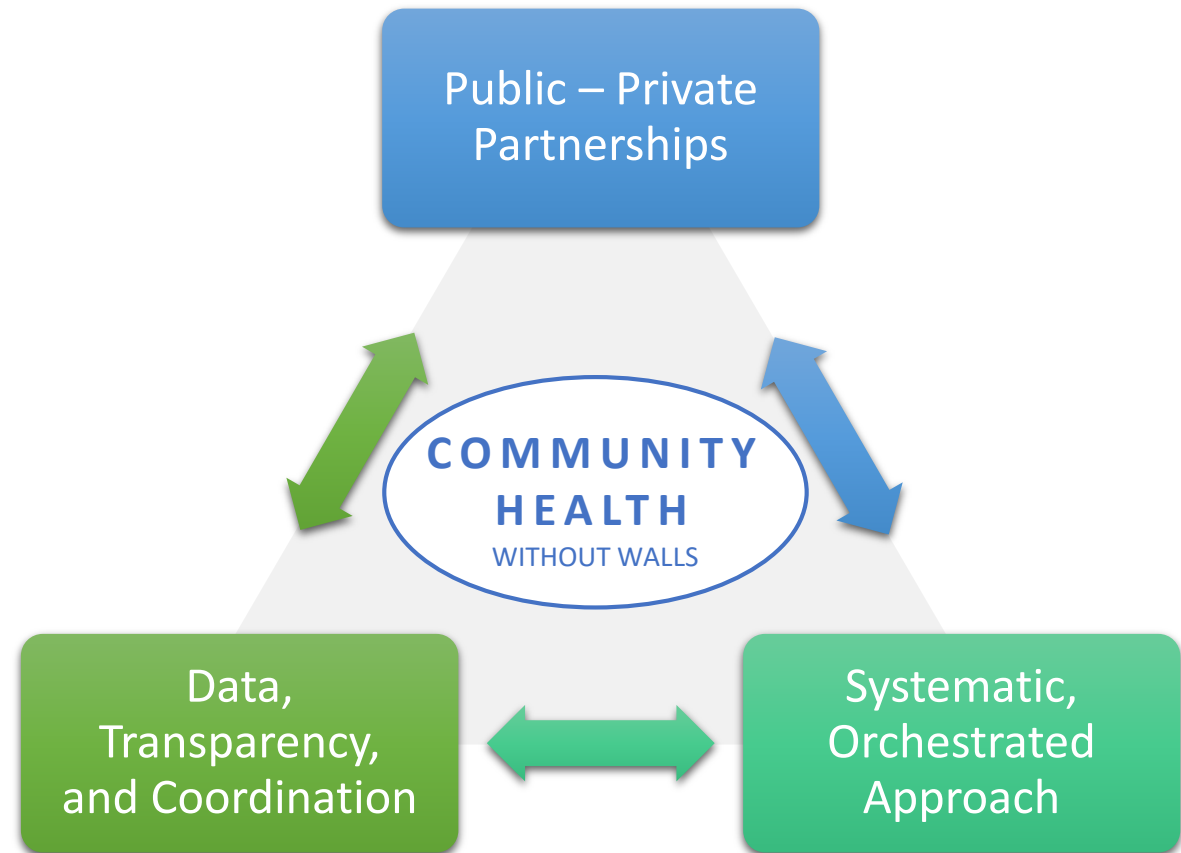 Public – Private
Partnerships
COMMUNITY
HEALTH
WITHOUT WALLS
Data,
Transparency,
and Coordination
Systematic,
Orchestrated
Approach